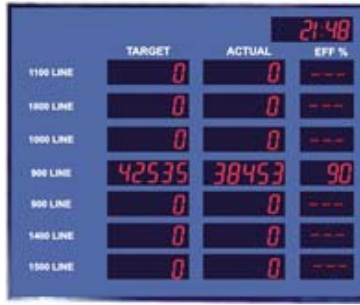 21:48
TARGET ACTUAL EFF %
1100 LINE 0 0 ---
1800 LINE 0 0 ---
1000 LINE 0 0 ---
900 LINE 42535 38453 90
900 LINE 0 0 ---
1400 LINE 0 0 ---
1500 LINE 0 0 ---